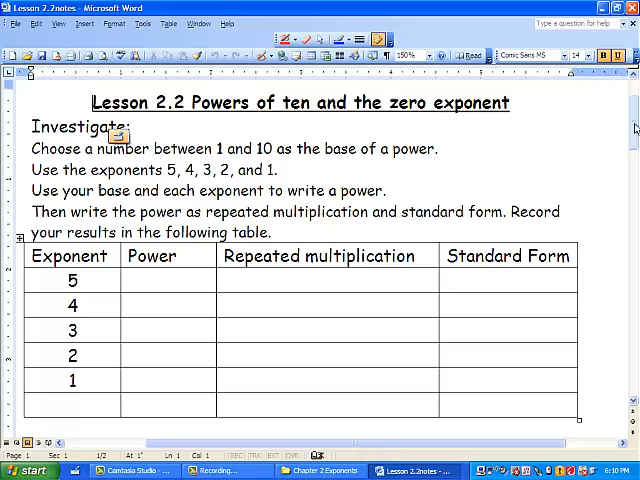 Lesson 2.2notes
File Edit View Insert Format Tools Table Window Help
Type a question for help
150% Read Comic Sans MS 14 B U
Lesson 2.2 Powers of ten and the zero exponent
Investigate:
Choose a number between 1 and 10 as the base of a power.
Use the exponents 5, 4, 3, 2, and 1.
Use your base and each exponent to write a power.
Then write the power as repeated multiplication and standard form. Record
your results in the following table.
Exponent Power Repeated multiplication Standard Form
5
4
3
2
1
Page 1 Sec 1 1/2 At 1" Ln 1 Col 1 REC TRK EXT OVR
start Camtasia Studio - ... Recording... Chapter 2 Exponents Lesson 2.2notes - ... 6:10 PM